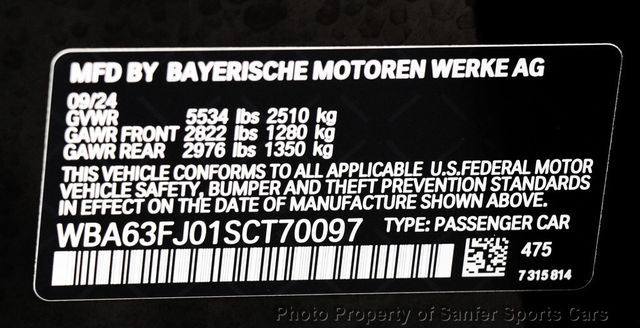 MFD BY BAYERISCHE MOTOREN WERKE AG
09/24
GVWR 5534 lbs 2510 kg
GAWR FRONT 2822 lbs 1280 kg
GAWR REAR 2976 lbs 1350 kg
THIS VEHICLE CONFORMS TO ALL APPLICABLE U.S.FEDERAL MOTOR
VEHICLE SAFETY, BUMPER AND THEFT PREVENTION STANDARDS
IN EFFECT ON THE DATE OF MANUFACTURE SHOWN ABOVE.
WBA63FJ01SCT70097 TYPE: PASSENGER CAR
475
7 315 814
Photo Property of Sanfer Sports Cars